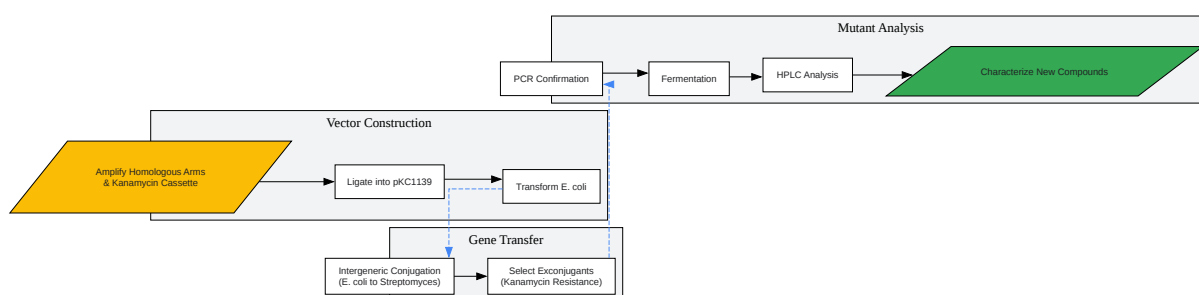 Mutant Analysis
PCR Confirmation
Fermentation
HPLC Analysis
Characterize New Compounds
Vector Construction
Amplify Homologous Arms
& Kanamycin Cassette
Ligate into pKC1139
Transform E. coli
Gene Transfer
Intergeneric Conjugation
(E. coli to Streptomyces)
Select Exconjugants
(Kanamycin Resistance)